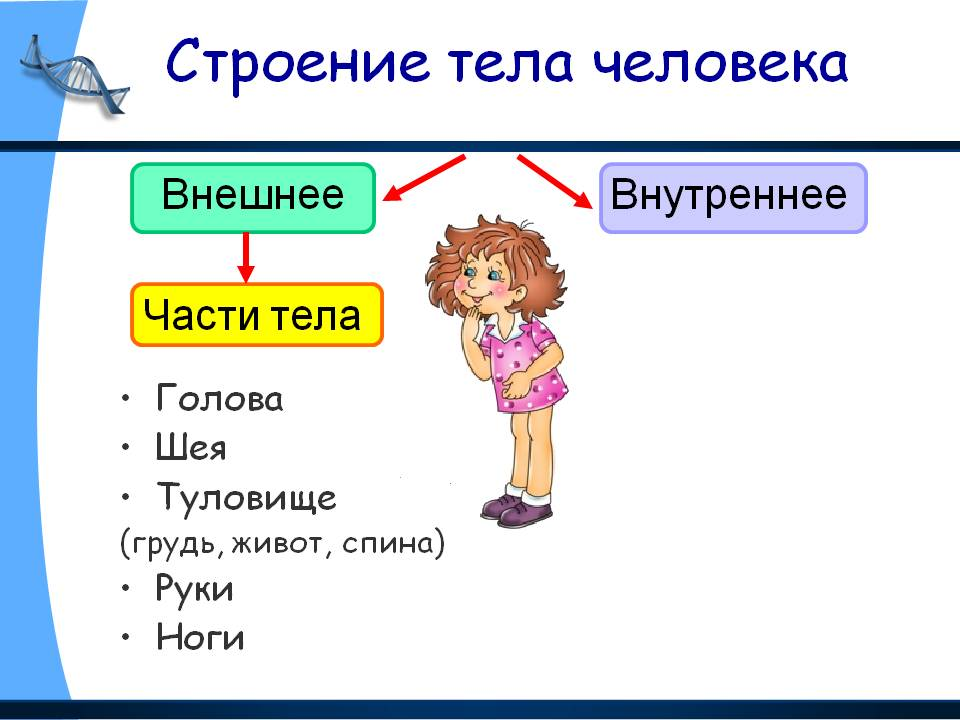 Строение тела человека
Внешнее
Внутреннее
Части тела
• Голова
• Шея
• Туловище
(грудь, живот, спина)
• Руки
• Ноги